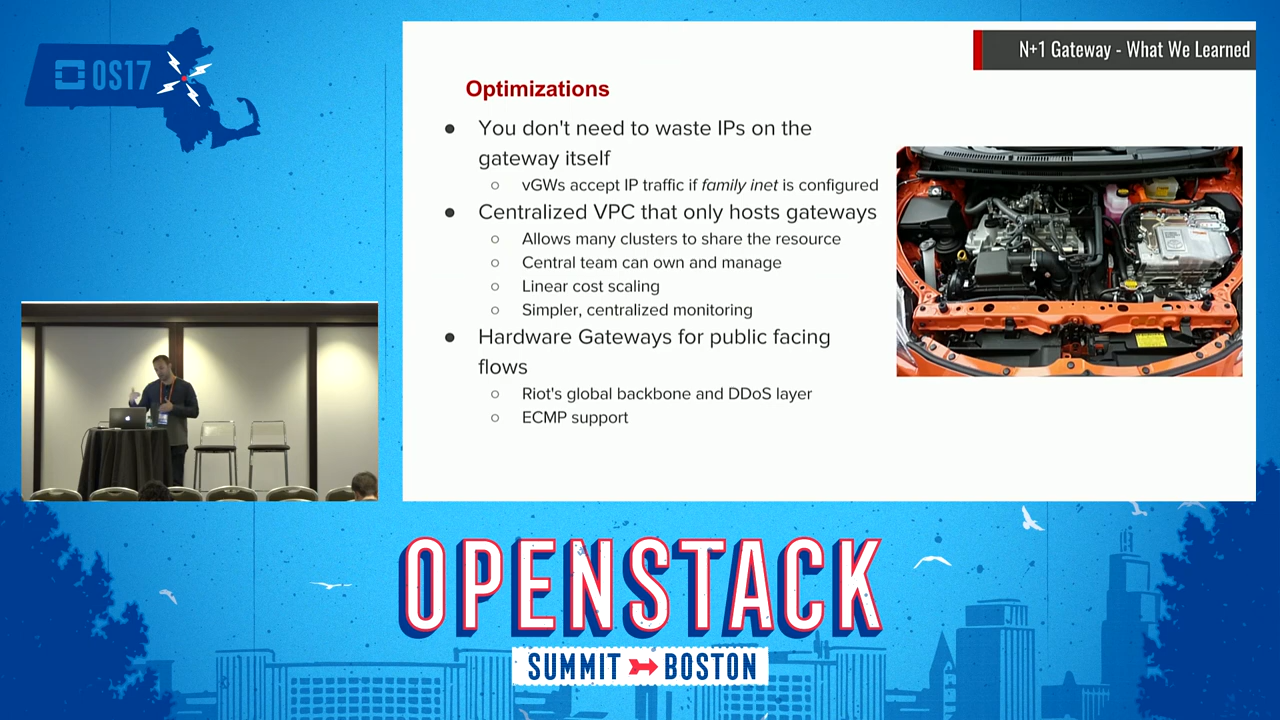 OS17
N+1 Gateway - What We Learned
Optimizations
● You don't need to waste IPs on the
gateway itself
○ vGWs accept IP traffic if family inet is configured
● Centralized VPC that only hosts gateways
○ Allows many clusters to share the resource
○ Central team can own and manage
○ Linear cost scaling
○ Simpler, centralized monitoring
● Hardware Gateways for public facing
flows
○ Riot's global backbone and DDoS layer
○ ECMP support
OPENSTACK
SUMMIT BOSTON